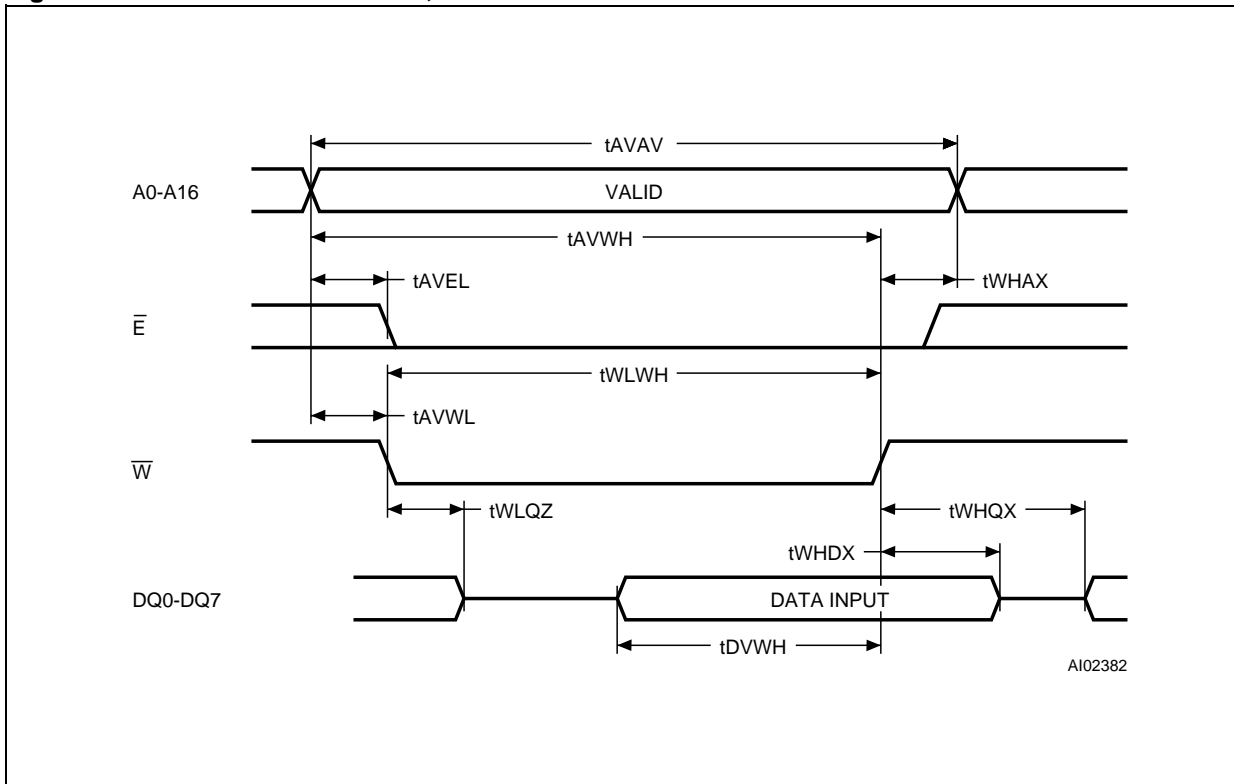 tAVAV
A0-A16
VALID
tAVWH
tAVEL
tWHAX
E̅
tWLWH
tAVWL
W̅
tWLQZ
tWHQX
tWHDX
DQ0-DQ7
DATA INPUT
tDVWH
AI02382